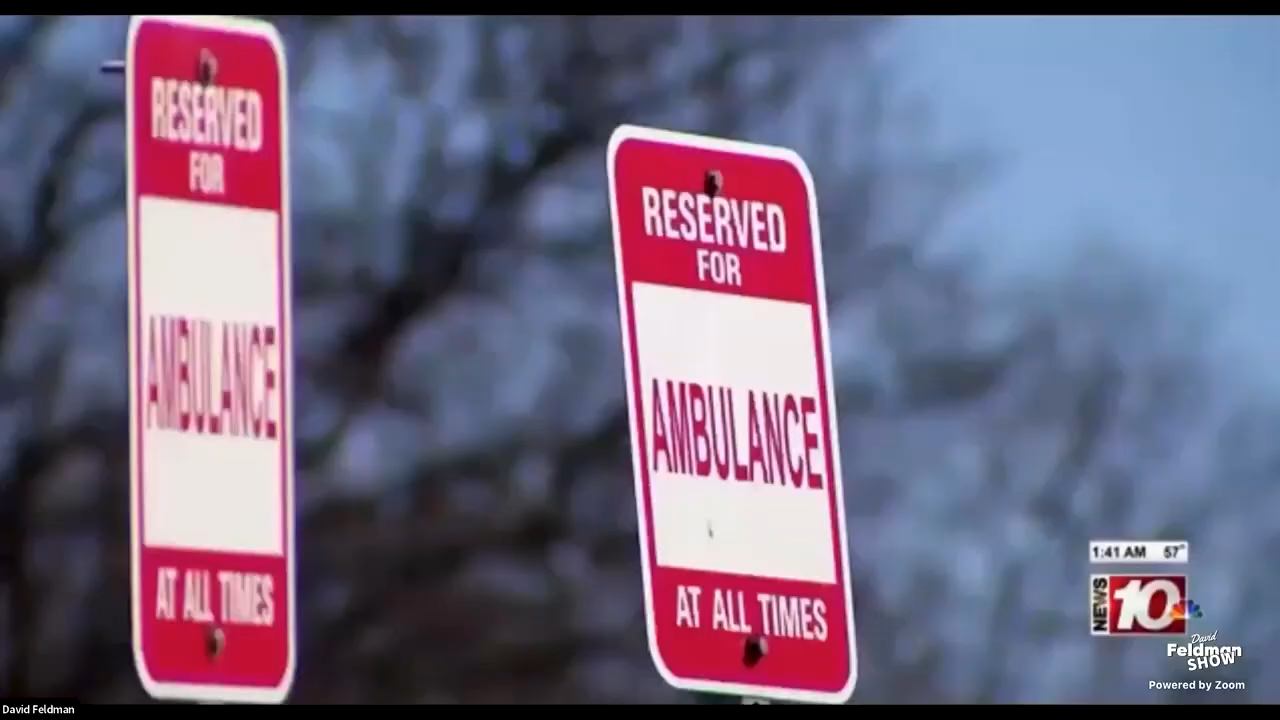 RESERVED
FOR
AMBULANCE
AT ALL TIMES
RESERVED
FOR
AMBULANCE
AT ALL TIMES
1:41 AM 57°
NEWS
10
David
Feldman
SHOW
Powered by Zoom
David Feldman